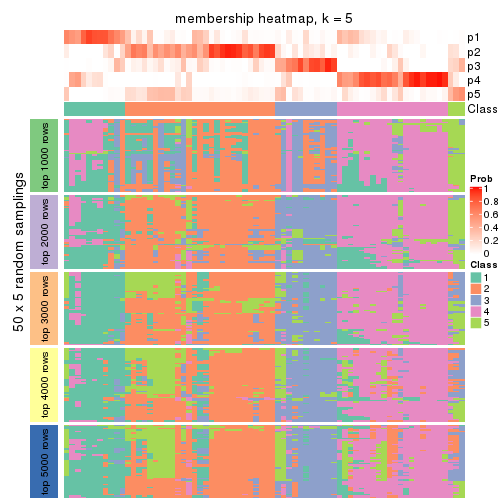 membership heatmap, k = 5
p1
p2
p3
p4
p5
Class
50 x 5 random samplings
top 1000 rows
top 2000 rows
top 3000 rows
top 4000 rows
top 5000 rows
Prob
1
0.8
0.6
0.4
0.2
0
Class
1
2
3
4
5